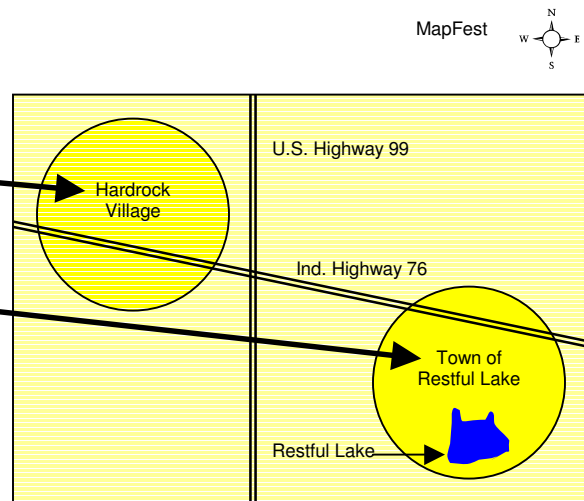 MapFest
N
W E
S
U.S. Highway 99
Hardrock
Village
Ind. Highway 76
Town of
Restful Lake
Restful Lake